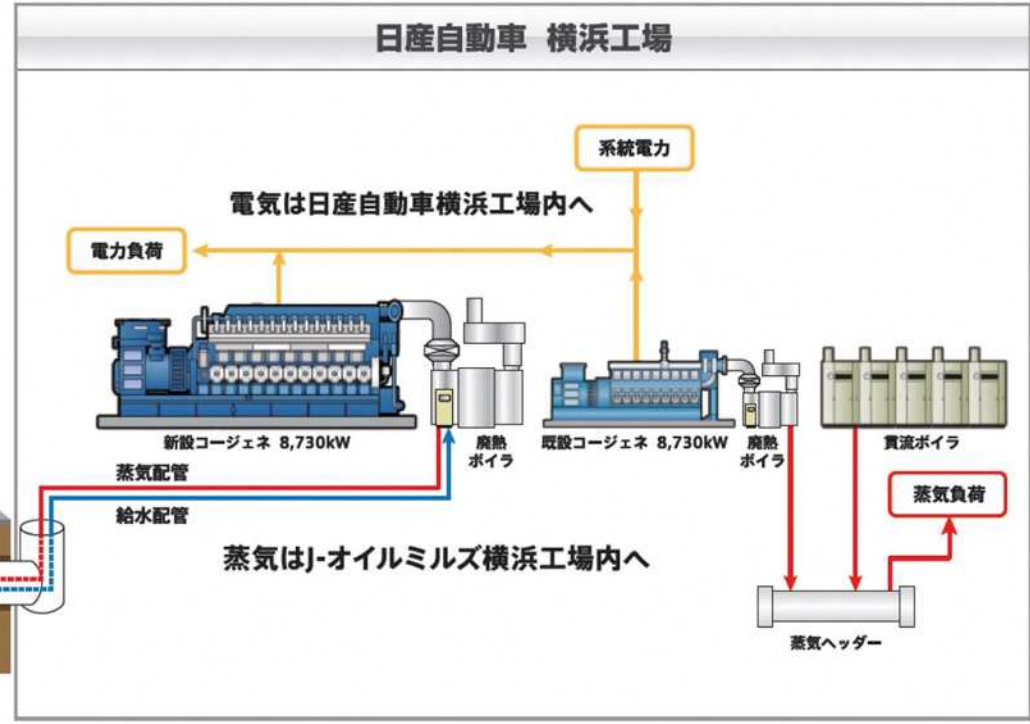 日産自動車 横浜工場
系統電力
電気は日産自動車横浜工場内へ
電力負荷
新設コージェネ 8,730kW
廃熱
ボイラ
既設コージェネ 8,730kW
廃熱
ボイラ
貫流ボイラ
蒸気配管
給水配管
蒸気負荷
蒸気はJ-オイルミルズ横浜工場内へ
蒸気ヘッダー